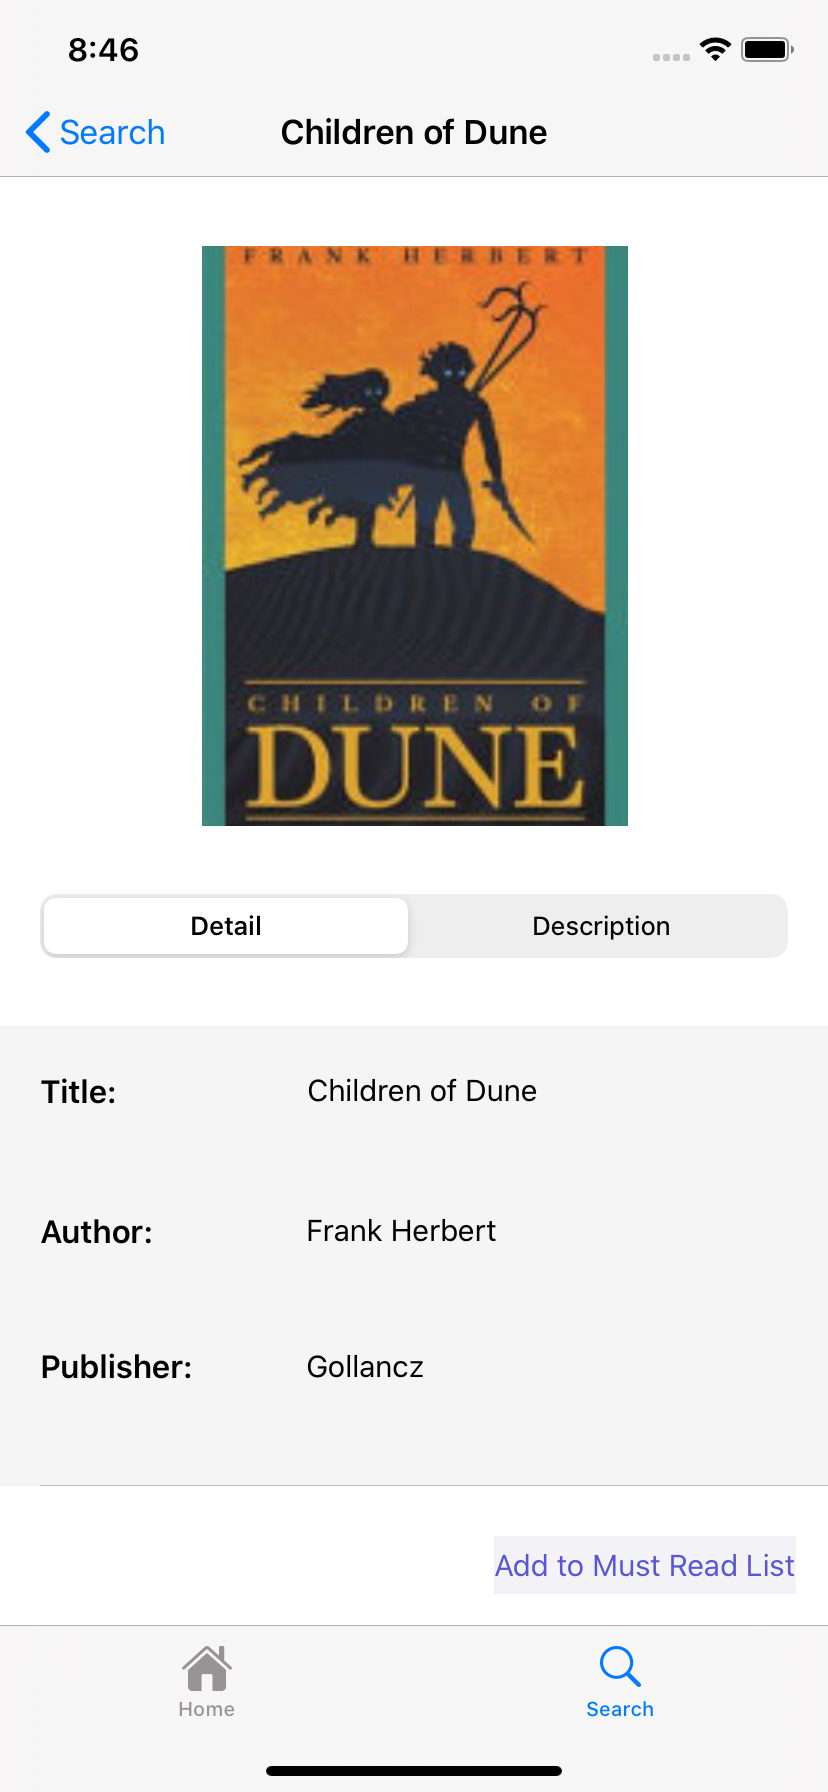 8:46
Search
Children of Dune
FRANK HERBERT
CHILDREN OF
DUNE
Detail
Description
Title:
Children of Dune
Author:
Frank Herbert
Publisher:
Gollancz
Add to Must Read List
Home
Search